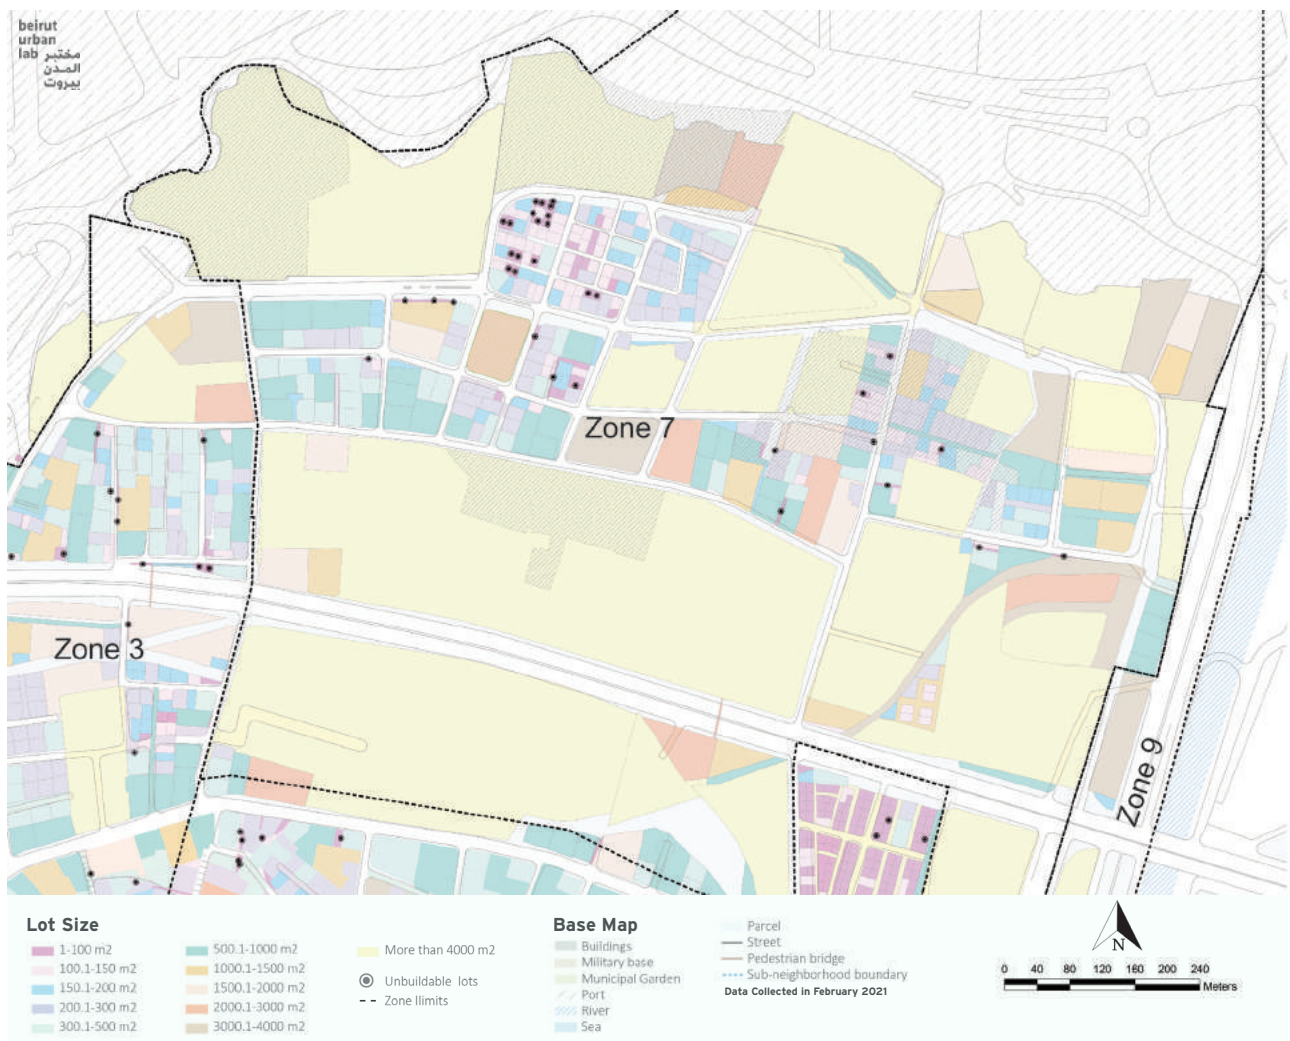 beirut
urban
lab مختبر
المدن
بيروت
Zone 7
Zone 3
Zone 9
Lot Size
1-100 m2
100.1-150 m2
150.1-200 m2
200.1-300 m2
300.1-500 m2
500.1-1000 m2
1000.1-1500 m2
1500.1-2000 m2
2000.1-3000 m2
3000.1-4000 m2
More than 4000 m2
Unbuildable lots
Zone llimits
Base Map
Buildings
Military base
Municipal Garden
Port
River
Sea
Parcel
Street
Pedestrian bridge
Sub-neighborhood boundary
Data Collected in February 2021
N
0 40 80 120 160 200 240
Meters